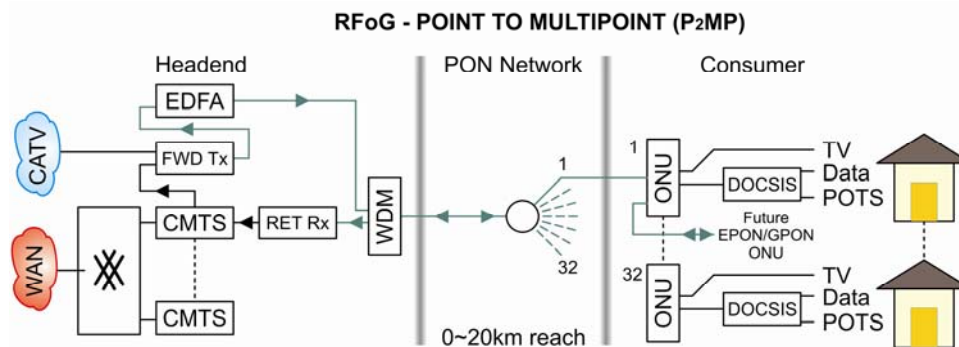 RFoG - POINT TO MULTIPOINT (P2MP)
Headend
PON Network
Consumer
EDFA
CATV
FWD Tx
WAN
CMTS
RET Rx
WDM
CMTS
1
32
0~20km reach
1
ONU
TV
DOCSIS
Data
POTS
Future
EPON/GPON
ONU
32
ONU
TV
DOCSIS
Data
POTS